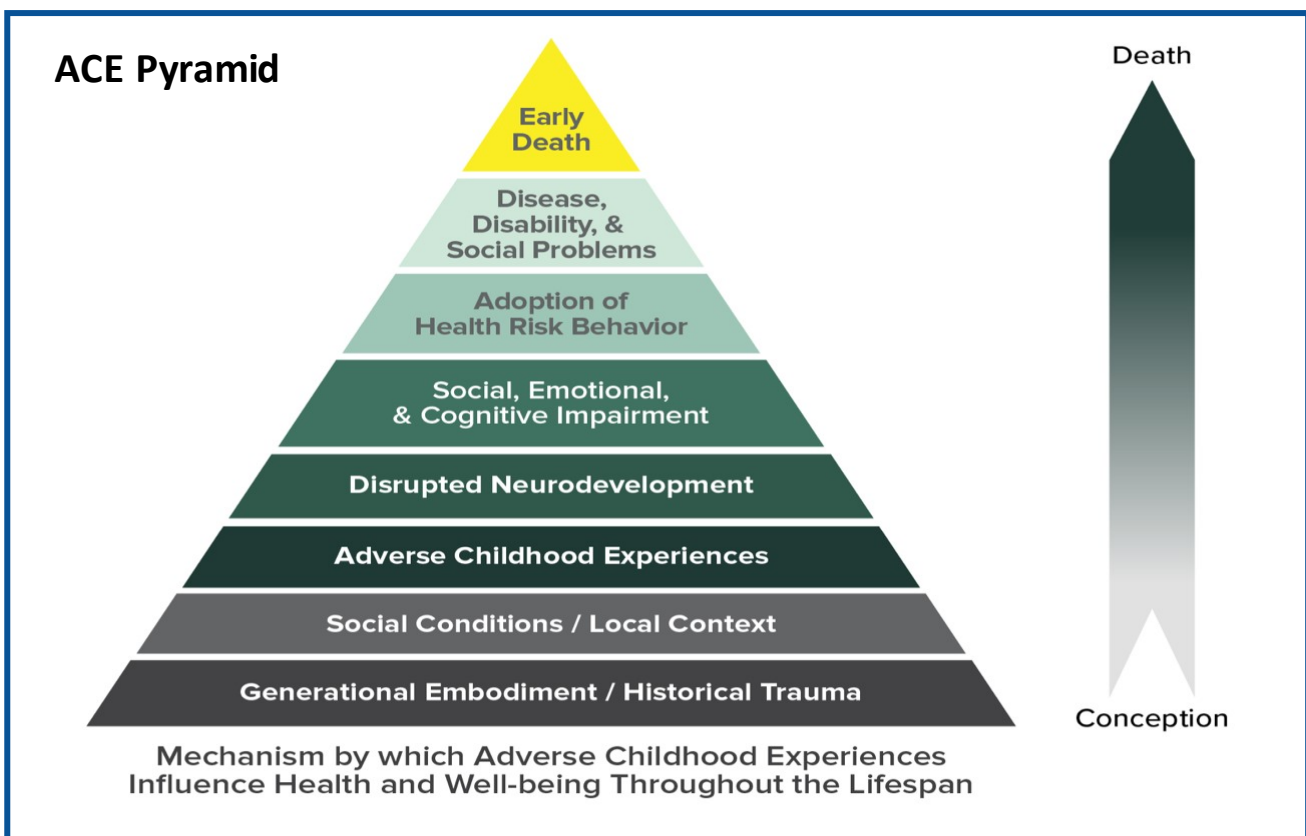 ACE Pyramid
Death
Early
Death
Disease,
Disability, &
Social Problems
Adoption of
Health Risk Behavior
Social, Emotional,
& Cognitive Impairment
Disrupted Neurodevelopment
Adverse Childhood Experiences
Social Conditions / Local Context
Generational Embodiment / Historical Trauma
Conception
Mechanism by which Adverse Childhood Experiences
Influence Health and Well-being Throughout the Lifespan